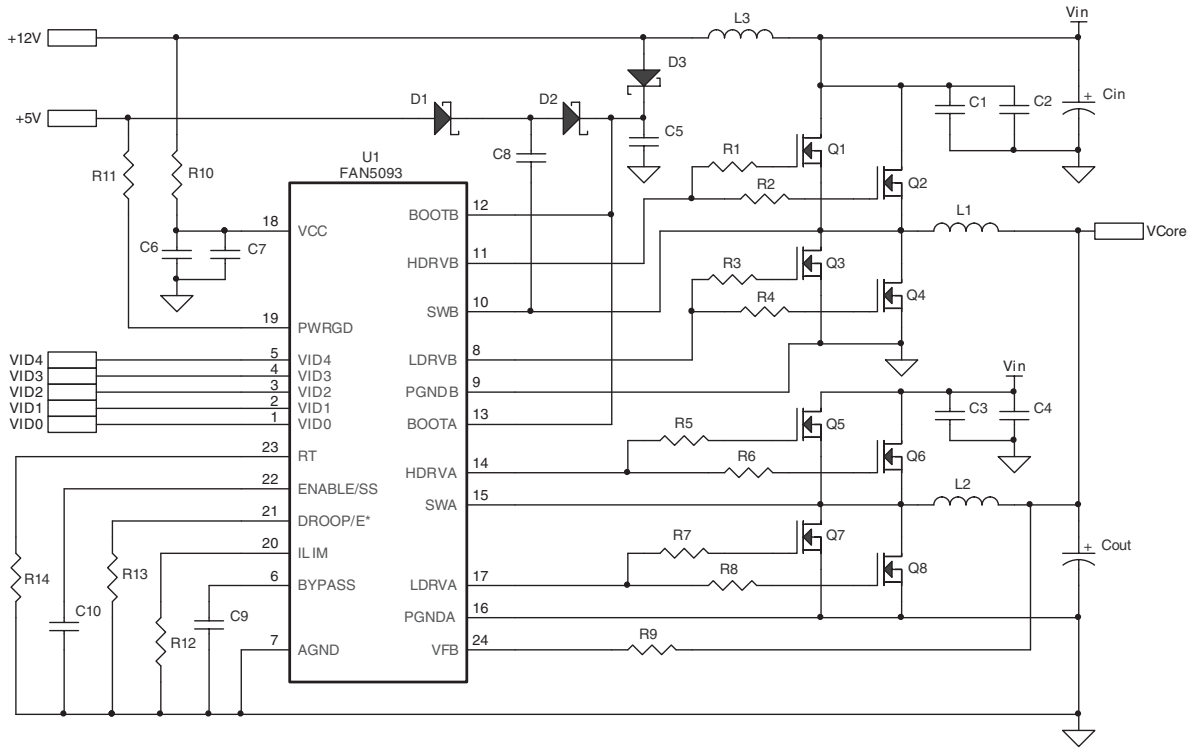 L3
Vin
+12V
D3
D1
D2
C1
C2
+
Cin
+5V
C5
R11
R10
U1
FAN5093
C8
R1
Q1
R2
Q2
18
VCC
C6
C7
BOOTB
12
HDRVB
11
L1
VCore
R3
Q3
SWB
10
R4
Q4
19
PWRGD
VID4
5
VID4
LDRVB
8
VID3
4
VID3
VID2
3
VID2
PGNDB
9
VID1
2
VID1
VID0
1
VID0
BOOTA
13
Vin
C3
C4
R5
Q5
23
RT
HDRVA
14
R6
Q6
22
ENABLE/SS
SWA
15
L2
21
DROOP/E*
20
ILIM
R7
Q7
+
Cout
R14
R13
6
BYPASS
LDRVA
17
R8
Q8
C10
R12
C9
PGNDA
16
7
AGND
VFB
24
R9